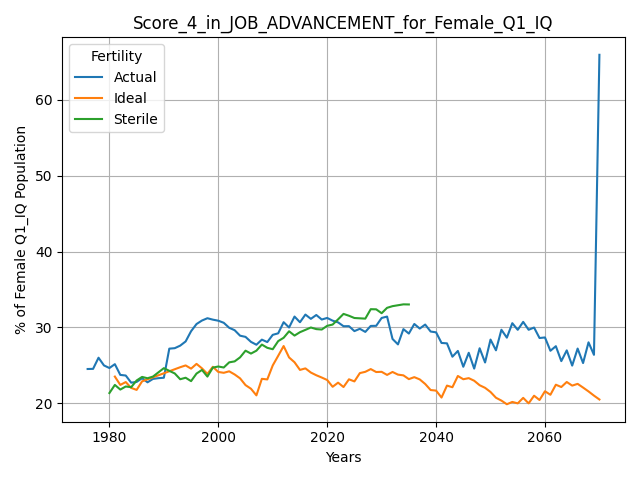 Score_4_in_JOB_ADVANCEMENT_for_Female_Q1_IQ
Fertility
Actual
Ideal
Sterile
% of Female Q1_IQ Population
60
50
40
30
20
1980
2000
2020
2040
2060
Years